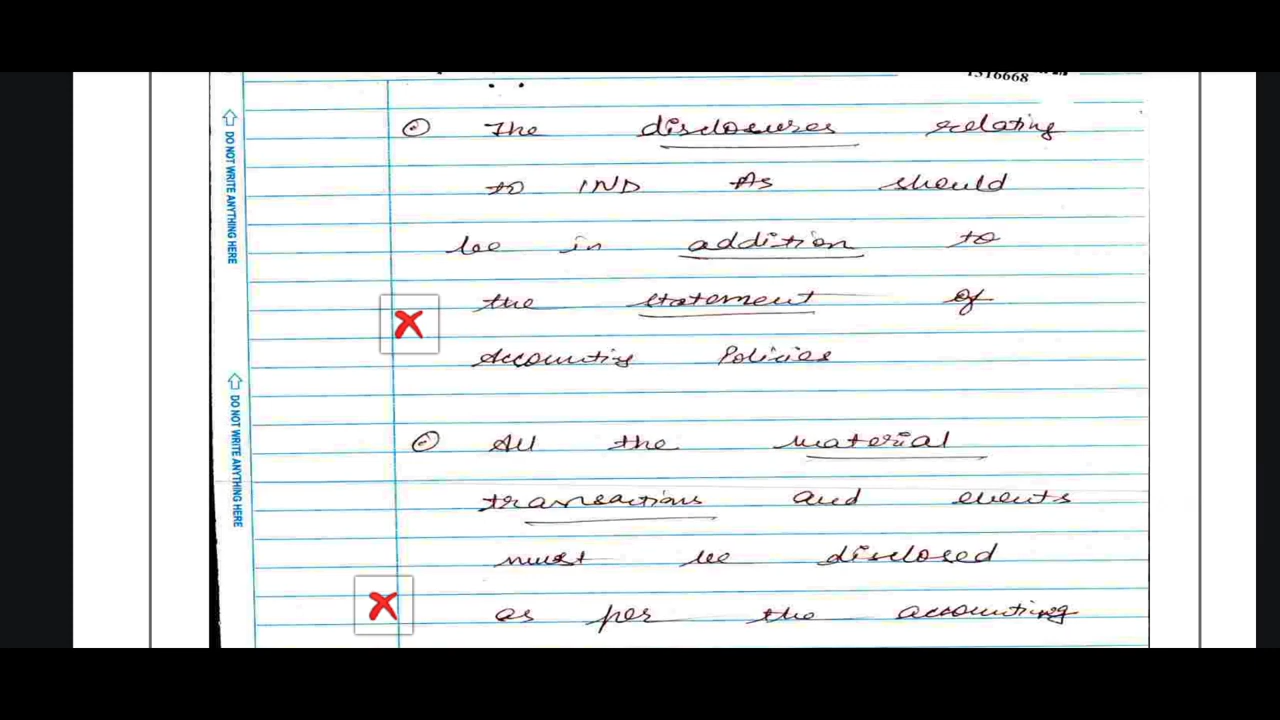 1516668
The disclosures relating
to IND AS should
be in addition to
the statement of
Accounting Policies
All the material
transactions and events
must be disclosed
as per the accounting
DO NOT WRITE ANYTHING HERE
DO NOT WRITE ANYTHING HERE